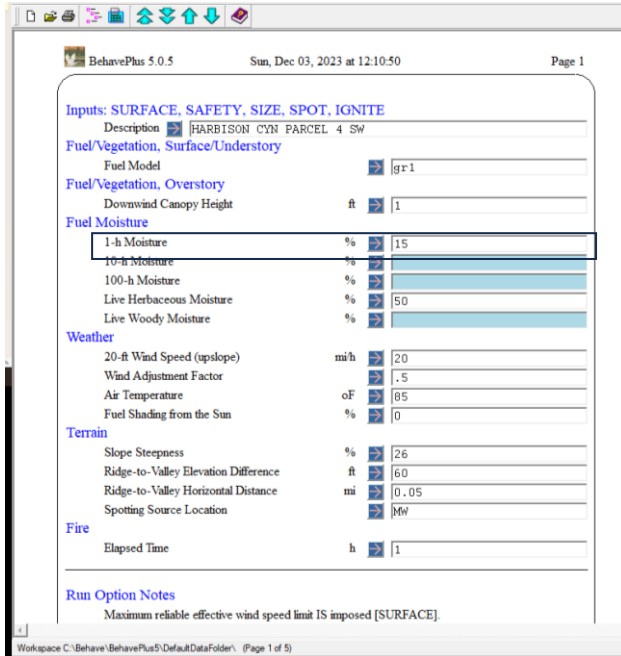 BehavePlus 5.0.5 Sun, Dec 03, 2023 at 12:10:50 Page 1
Inputs: SURFACE, SAFETY, SIZE, SPOT, IGNITE
Description HARBISON CYN PARCEL 4 SW
Fuel/Vegetation, Surface/Understory
Fuel Model gr1
Fuel/Vegetation, Overstory
Downwind Canopy Height ft 1
Fuel Moisture
1-h Moisture % 15
10-h Moisture %
100-h Moisture %
Live Herbaceous Moisture % 50
Live Woody Moisture %
Weather
20-ft Wind Speed (upslope) mi/h 20
Wind Adjustment Factor .5
Air Temperature oF 85
Fuel Shading from the Sun % 0
Terrain
Slope Steepness % 26
Ridge-to-Valley Elevation Difference ft 60
Ridge-to-Valley Horizontal Distance mi 0.05
Spotting Source Location MW
Fire
Elapsed Time h 1
Run Option Notes
Maximum reliable effective wind speed limit IS imposed [SURFACE].
Workspace C:\Behave\BehavePlus5\DefaultDataFolder\ (Page 1 of 5)